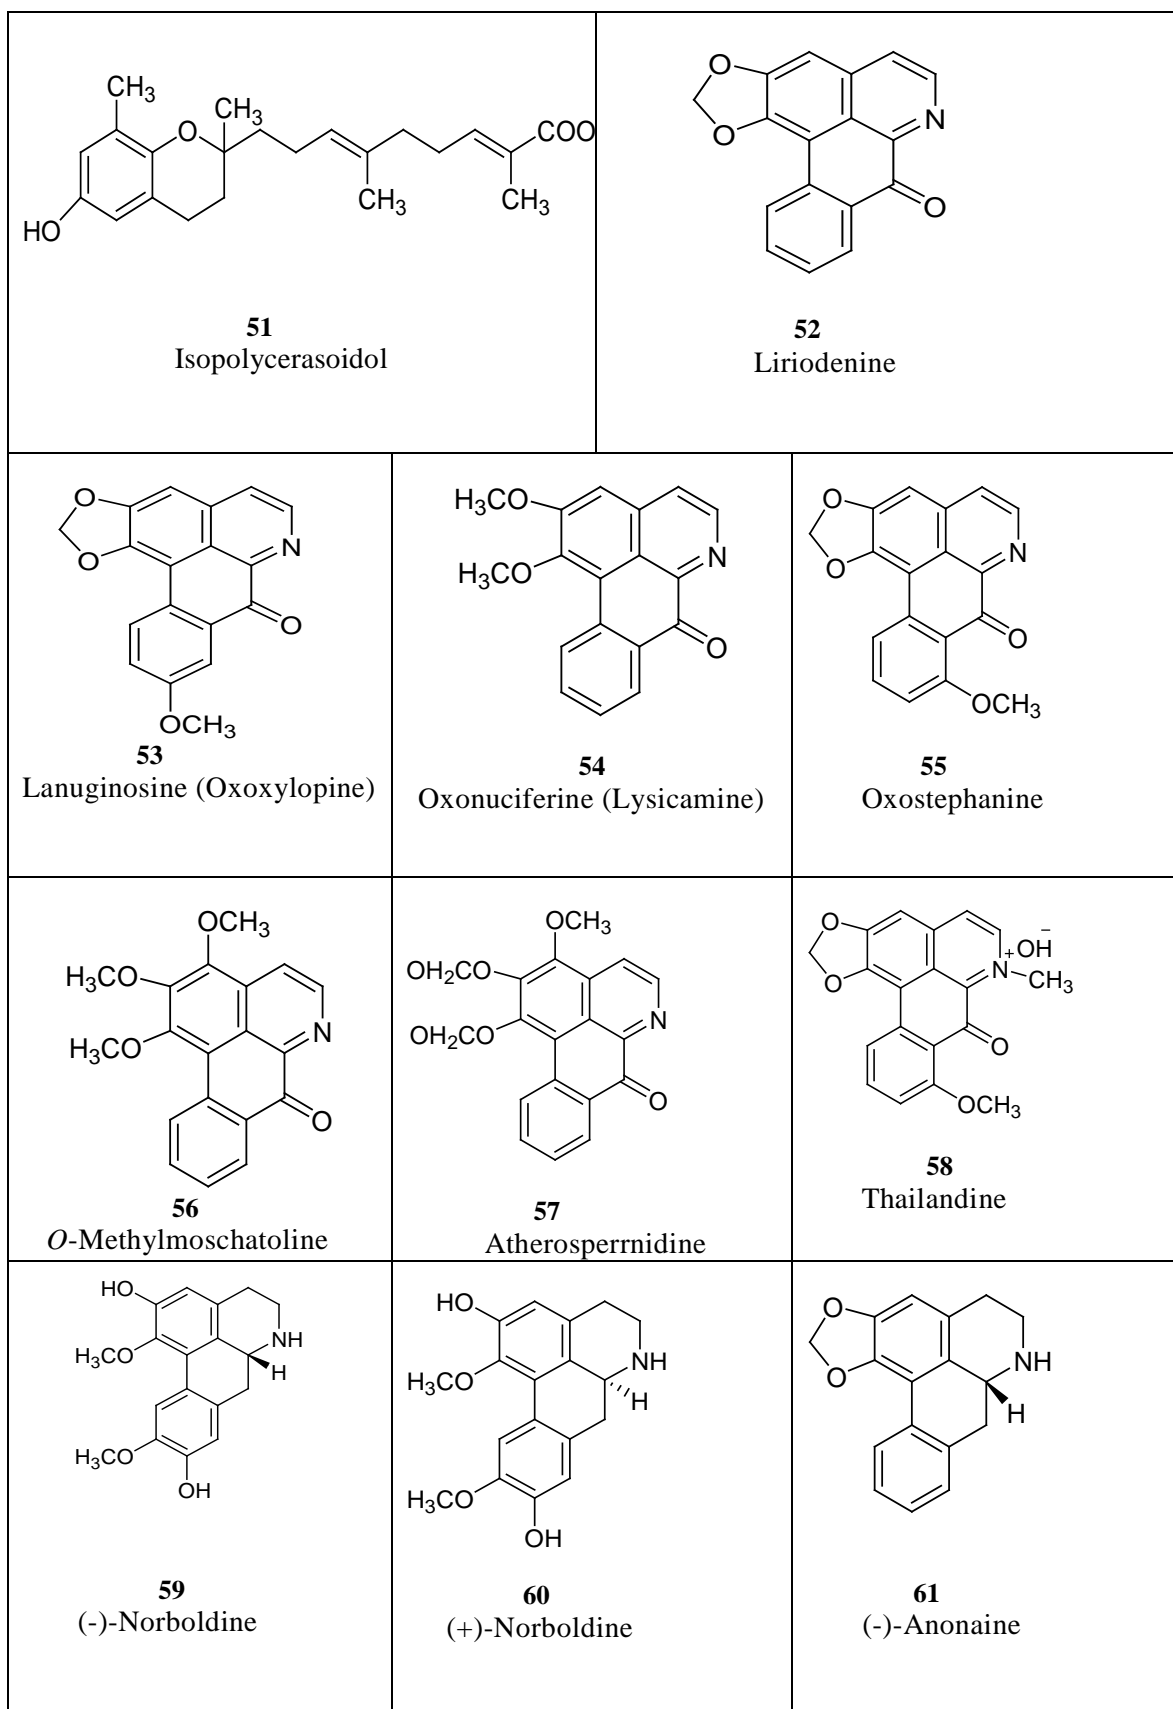 CH3
O
CH3
COO
CH3
CH3
HO
51
Isopolycerasoidol
O
O
N
O
52
Liriodenine
O
O
N
O
OCH3
53
Lanuginosine (Oxoxylopine)
H3CO
H3CO
N
O
54
Oxonuciferine (Lysicamine)
O
O
N
O
OCH3
55
Oxostephanine
OCH3
H3CO
H3CO
N
O
56
O-Methylmoschatoline
OCH3
OH2CO
OH2CO
N
O
57
Atherosperrnidine
O
O
N+ OH−
CH3
O
OCH3
58
Thailandine
HO
H3CO
NH
H
H3CO
OH
59
(-)-Norboldine
HO
H3CO
NH
H
H3CO
OH
60
(+)-Norboldine
O
O
NH
H
61
(-)-Anonaine